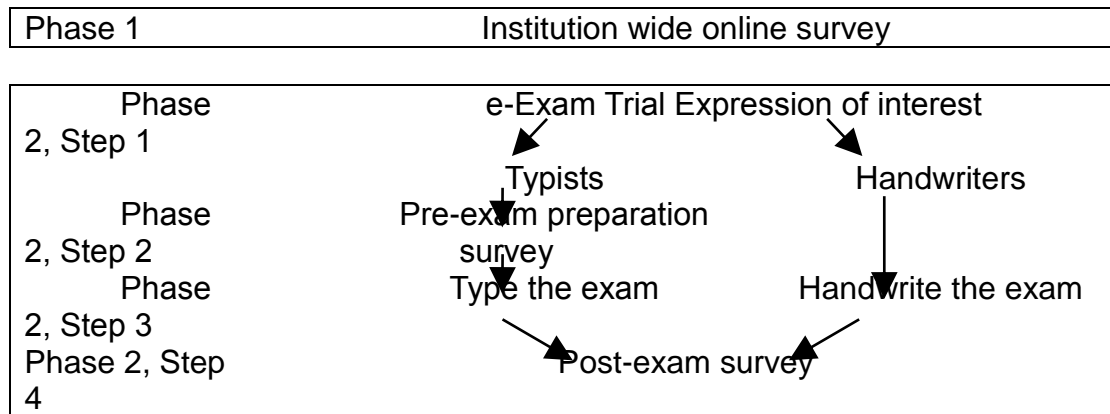 Phase 1 Institution wide online survey
Phase e-Exam Trial Expression of interest
2, Step 1
Typists Handwriters
Phase Pre-exam preparation
2, Step 2 survey
Phase Type the exam Handwrite the exam
2, Step 3
Phase 2, Step Post-exam survey
4